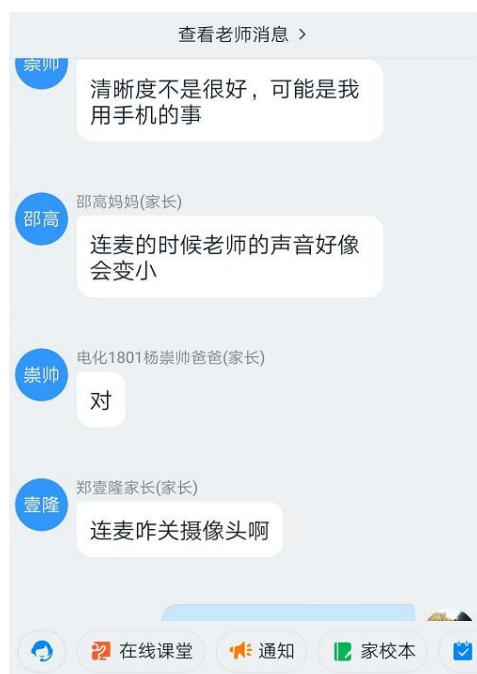 查看老师消息 >
崇帅
清晰度不是很好，可能是我
用手机的事
邵高
邵高妈妈(家长)
连麦的时候老师的声音好像
会变小
崇帅
电化1801杨崇帅爸爸(家长)
对
壹隆
郑壹隆家长(家长)
连麦咋关摄像头啊
在线课堂
通知
家校本